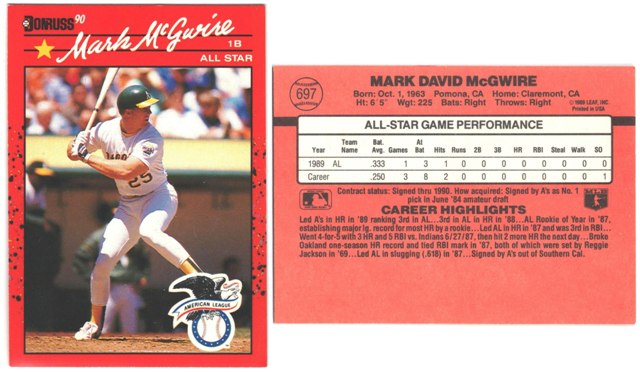 DONRUSS 90
Mark McGwire
1B
ALL STAR
25
AMERICAN LEAGUE
697
MARK DAVID McGWIRE
Born: Oct. 1, 1963 Pomona, CA Home: Claremont, CA
Ht: 6' 5" Wgt: 225 Bats: Right Throws: Right
© 1989 LEAF, INC.
Printed in USA
ALL-STAR GAME PERFORMANCE
Year Team Name Bat. Avg. Games At Bat Hits Runs 2B 3B HR RBI Steal Walk SO
1989 AL .333 1 3 1 0 0 0 0 0 0 0 0
Career .250 3 8 2 0 0 0 0 0 0 0 1
Contract status: Signed thru 1990. How acquired: Signed by A's as No. 1
pick in June '84 amateur draft
MLB
CAREER HIGHLIGHTS
Led A's in HR in '89 ranking 3rd in AL...3rd in AL in HR in '88...AL Rookie of Year in '87,
establishing major lg. record for most HR by a rookie...Led AL in HR in '87 and was 3rd in RBI...
Went 4-for-5 with 3 HR and 5 RBI vs. Indians 6/27/87, then hit 2 more HR the next day...Broke
Oakland one-season HR record and tied RBI mark in '87, both of which were set by Reggie
Jackson in '69...Led AL in slugging (.618) in '87...Signed by A's out of Southern Cal.